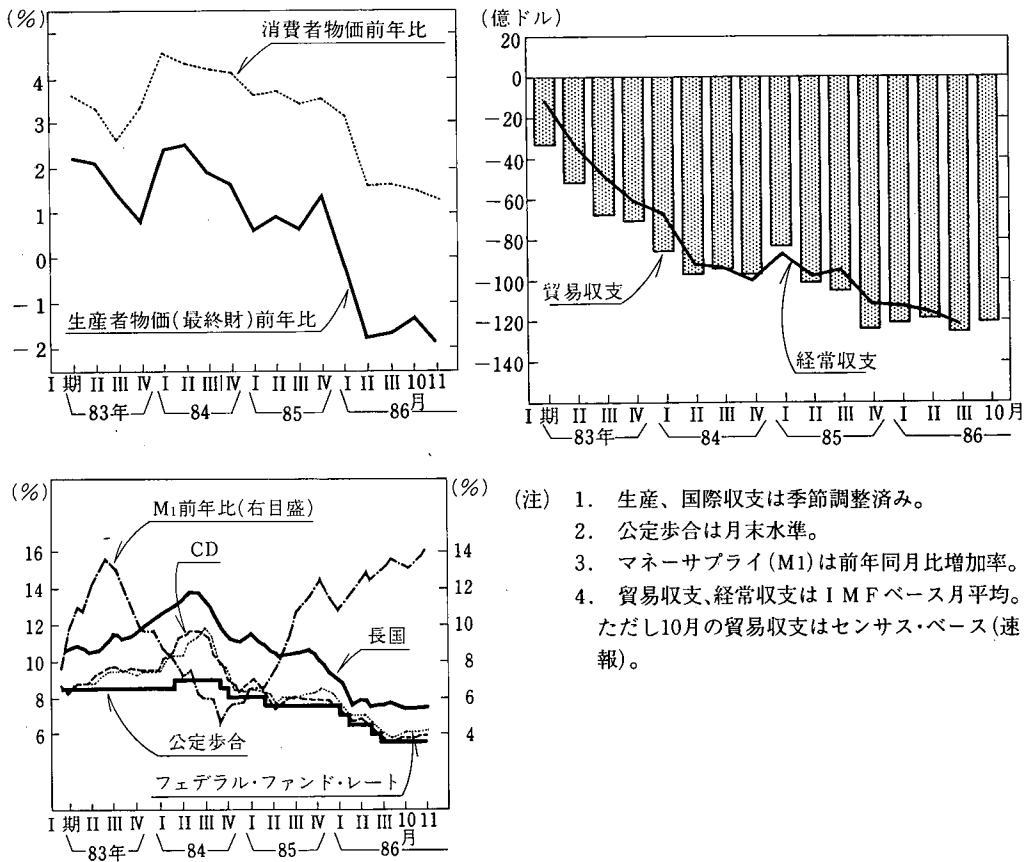 (%)
消費者物価前年比
4
3
2
1
0
－1
－2
生産者物価(最終財)前年比
Ⅰ期 Ⅱ Ⅲ Ⅳ Ⅰ Ⅱ Ⅲ Ⅳ Ⅰ Ⅱ Ⅲ Ⅳ Ⅰ Ⅱ Ⅲ 10 11
月
83年 84 85 86
(億ドル)
20
0
－20
－40
－60
－80
－100
－120
－140
貿易収支
経常収支
Ⅰ期 Ⅱ Ⅲ Ⅳ Ⅰ Ⅱ Ⅲ Ⅳ Ⅰ Ⅱ Ⅲ Ⅳ Ⅰ Ⅱ Ⅲ 10月
83年 84 85 86
(%) (%)
M1前年比(右目盛)
CD
長国
公定歩合
フェデラル・ファンド・レート
16
14
12
10
8
6
14
12
10
8
6
4
Ⅰ期 Ⅱ Ⅲ Ⅳ Ⅰ Ⅱ Ⅲ Ⅳ Ⅰ Ⅱ Ⅲ Ⅳ Ⅰ Ⅱ Ⅲ 10 11
月
83年 84 85 86
(注) 1. 生産、国際収支は季節調整済み。
2. 公定歩合は月末水準。
3. マネーサプライ(M1)は前年同月比増加率。
4. 貿易収支、経常収支はIMFベース月平均。
ただし10月の貿易収支はセンサス・ベース(速
報)。